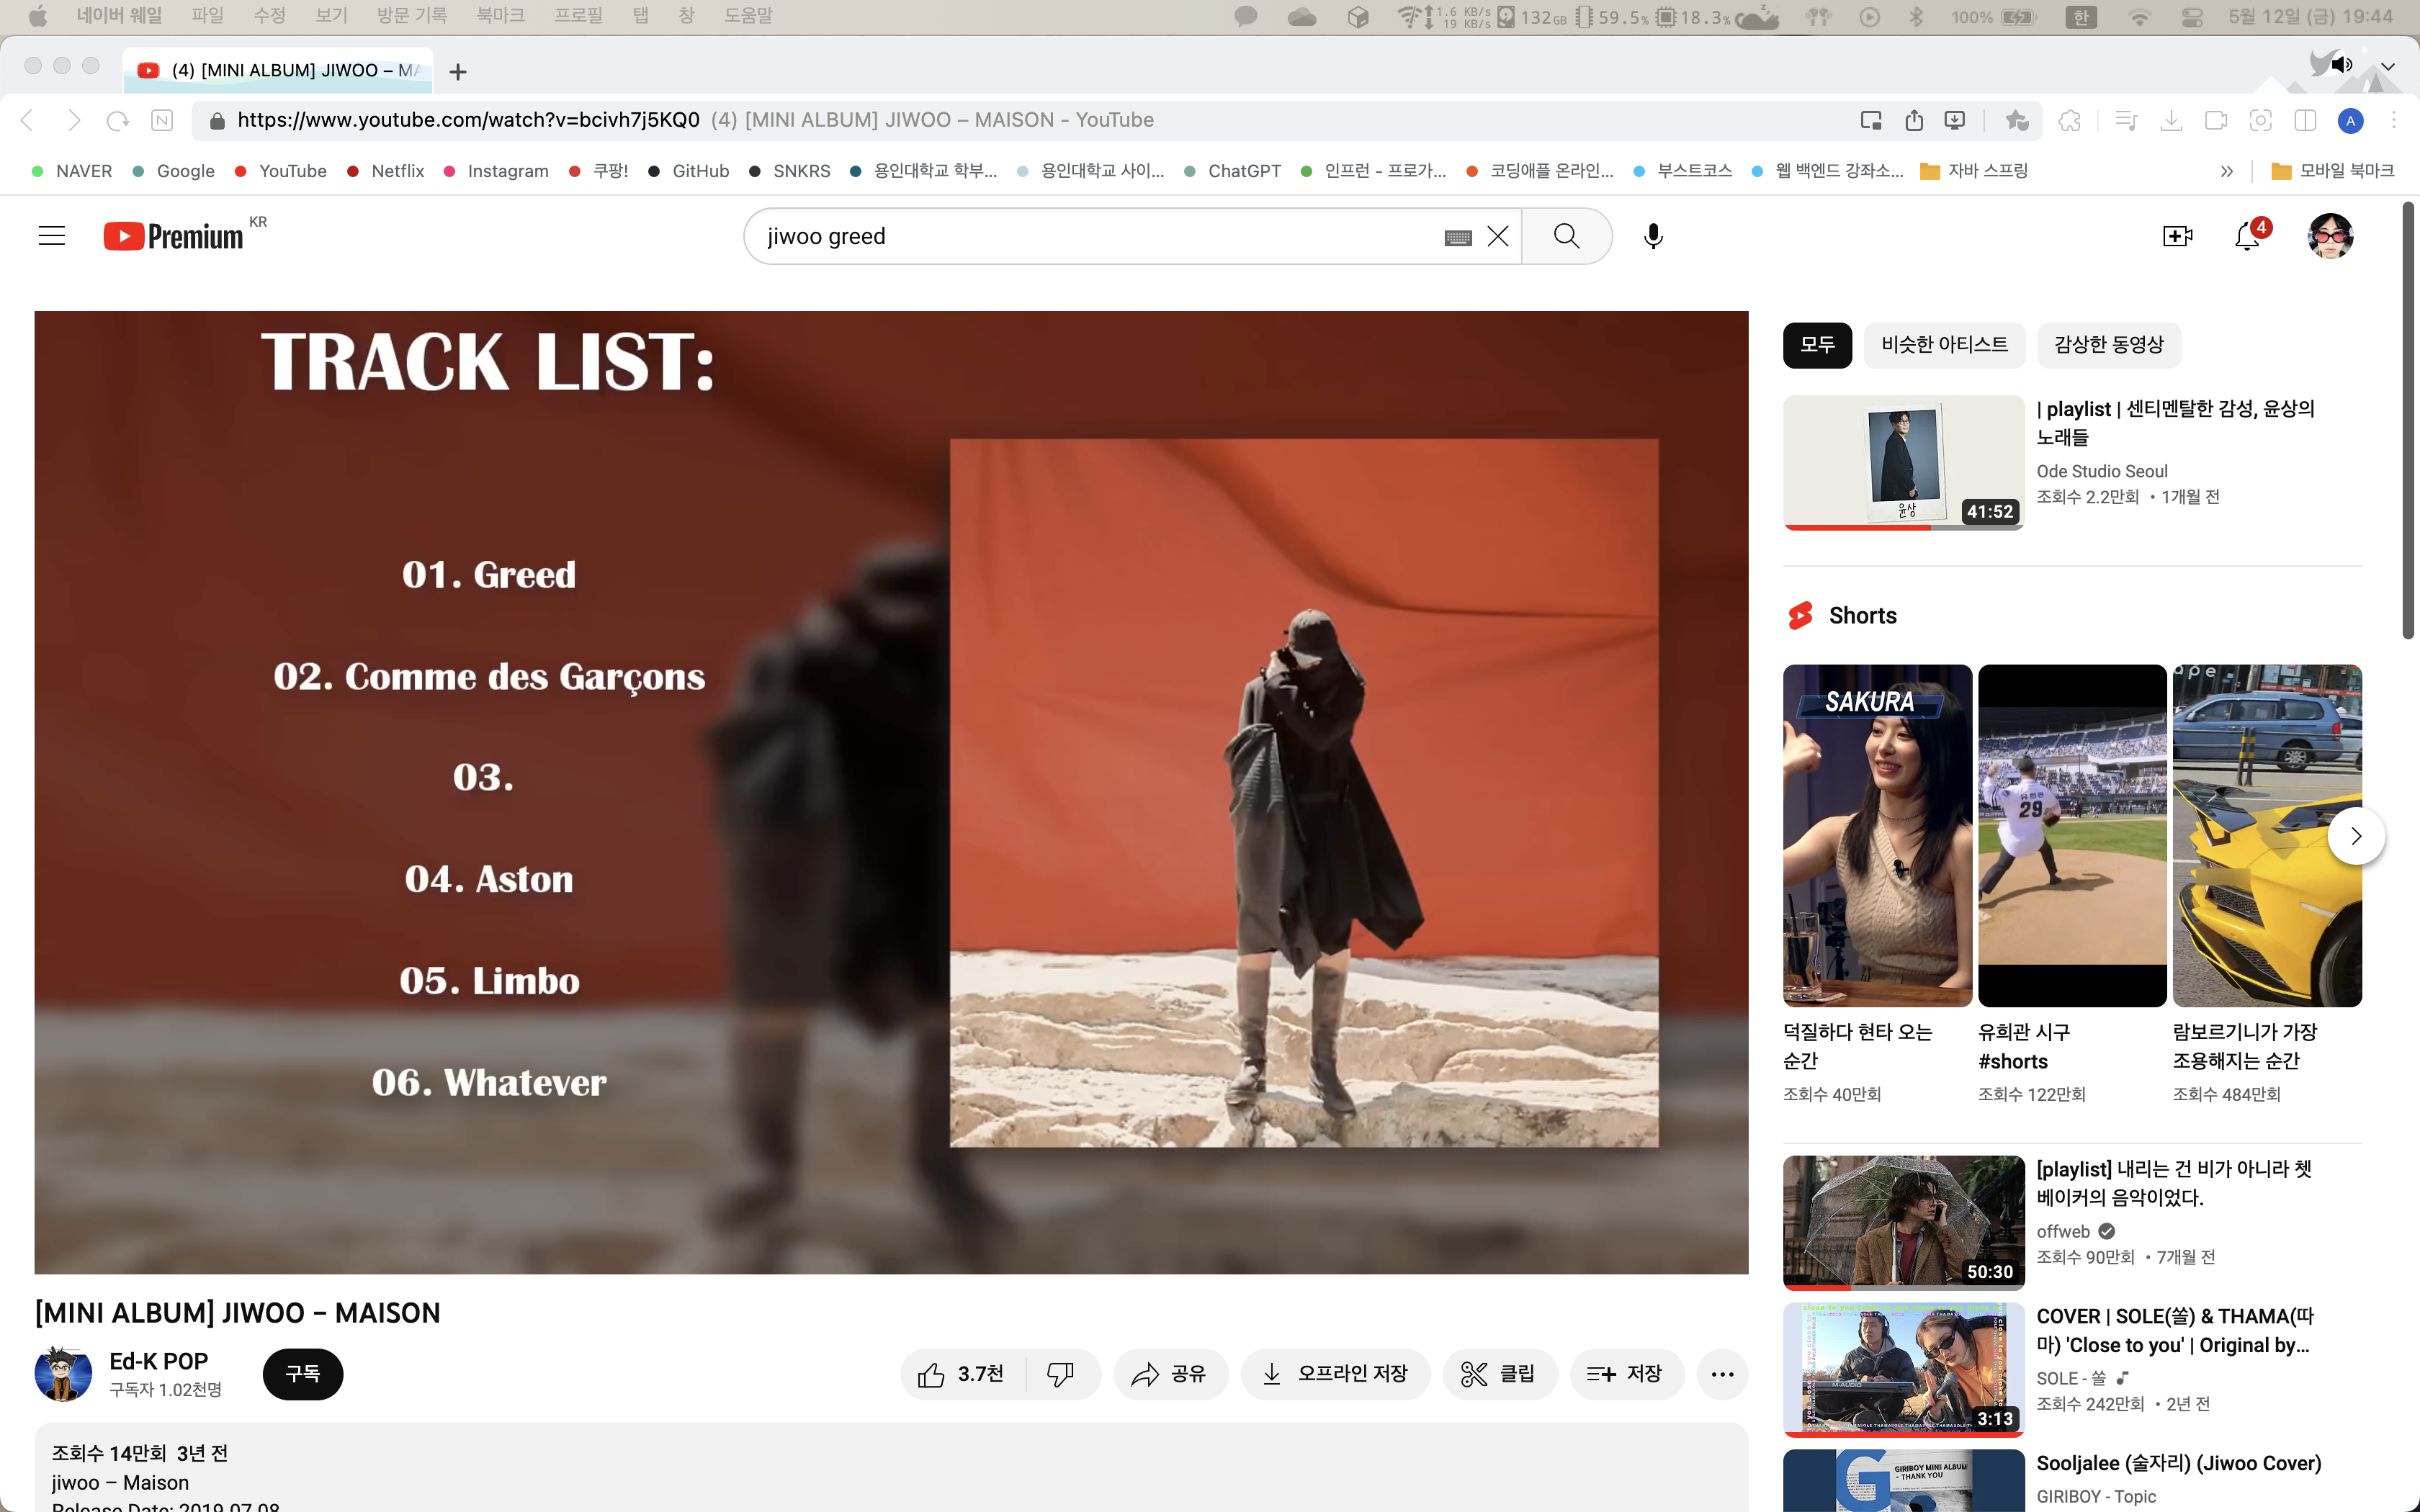 네이버 웨일 파일 수정 보기 방문 기록 북마크 프로필 탭 창 도움말 1.6 KB/s 19 KB/s 132GB 59.5% 18.3% 100% 한 5월 12일 (금) 19:44
(4) [MINI ALBUM] JIWOO – MA
https://www.youtube.com/watch?v=bcivh7j5KQ0 (4) [MINI ALBUM] JIWOO – MAISON - YouTube A
NAVER Google YouTube Netflix Instagram 쿠팡! GitHub SNKRS 용인대학교 학부... 용인대학교 사이... ChatGPT 인프런 - 프로가... 코딩애플 온라인... 부스트코스 웹 백엔드 강좌소... 자바 스프링 » 모바일 북마크
Premium KR
jiwoo greed
4
TRACK LIST:
01. Greed
02. Comme des Garçons
03.
04. Aston
05. Limbo
06. Whatever
[MINI ALBUM] JIWOO – MAISON
Ed-K POP
구독자 1.02천명
구독
3.7천 공유 오프라인 저장 클립 저장
조회수 14만회 3년 전
jiwoo – Maison
Release Date: 2019.07.08
모두 비슷한 아티스트 감상한 동영상
윤상
41:52
| playlist | 센티멘탈한 감성, 윤상의
노래들
Ode Studio Seoul
조회수 2.2만회 • 1개월 전
Shorts
SAKURA
유희관
29
덕질하다 현타 오는
순간
조회수 40만회
유희관 시구
#shorts
조회수 122만회
람보르기니가 가장
조용해지는 순간
조회수 484만회
50:30
[playlist] 내리는 건 비가 아니라 쳇
베이커의 음악이었다.
offweb
조회수 90만회 • 7개월 전
3:13
COVER | SOLE(쏠) & THAMA(따
마) 'Close to you' | Original by...
SOLE - 쏠
조회수 242만회 • 2년 전
G
GIRIBOY MINI ALBUM
- THANK YOU
Sooljalee (술자리) (Jiwoo Cover)
GIRIBOY - Topic